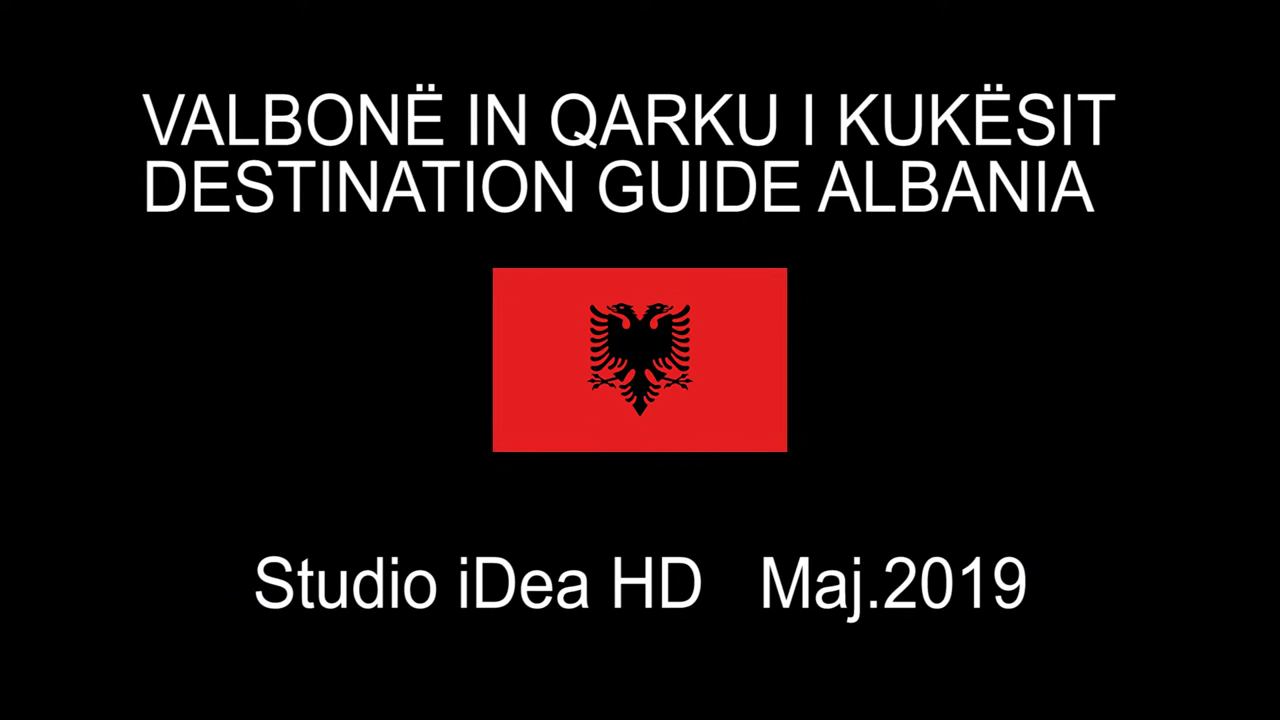 VALBONË IN QARKU I KUKËSIT
DESTINATION GUIDE ALBANIA
Studio iDea HD Maj.2019